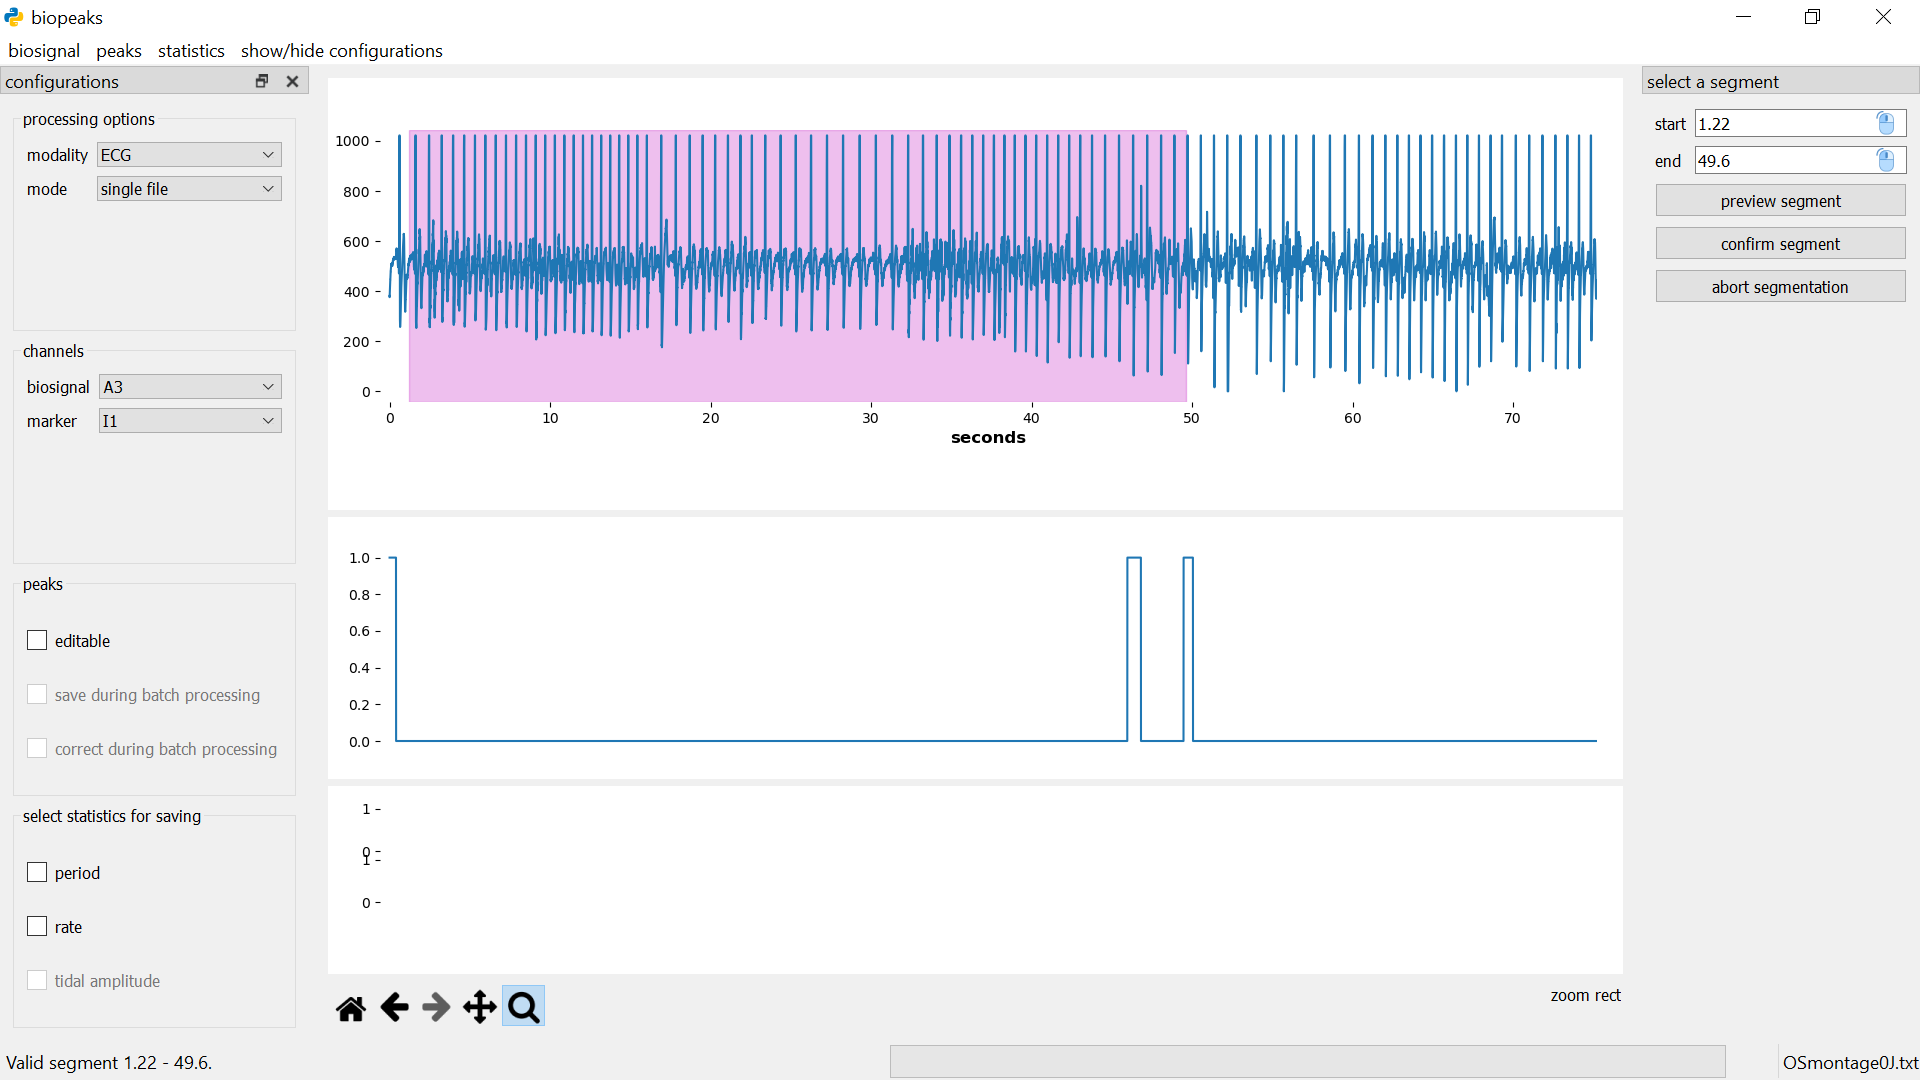 biopeaks
biosignal peaks statistics show/hide configurations
configurations
processing options
modality ECG
mode single file
channels
biosignal A3
marker I1
peaks
editable
save during batch processing
correct during batch processing
select statistics for saving
period
rate
tidal amplitude
1000
800
600
400
200
0
0 10 20 30 40 50 60 70
seconds
1.0
0.8
0.6
0.4
0.2
0.0
1
0
1
0
zoom rect
select a segment
start 1.22
end 49.6
preview segment
confirm segment
abort segmentation
Valid segment 1.22 - 49.6.
OSmontage0J.txt